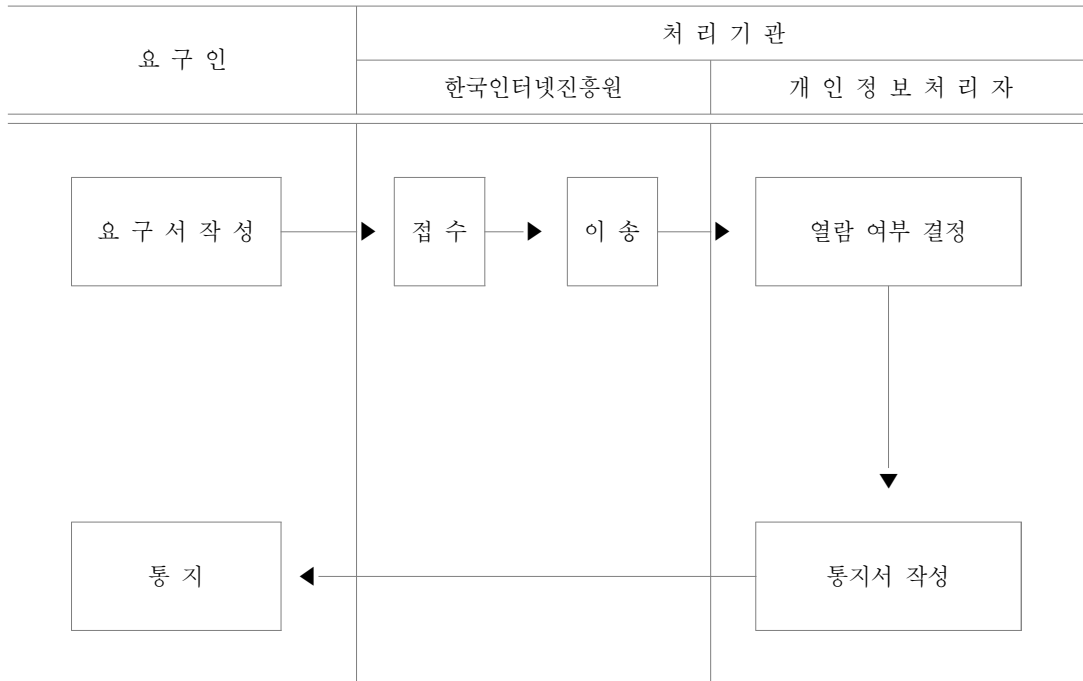 요 구 인
처 리 기 관
한국인터넷진흥원
개 인 정 보 처 리 자
요 구 서 작 성
접 수
이 송
열람 여부 결정
통 지
통지서 작성